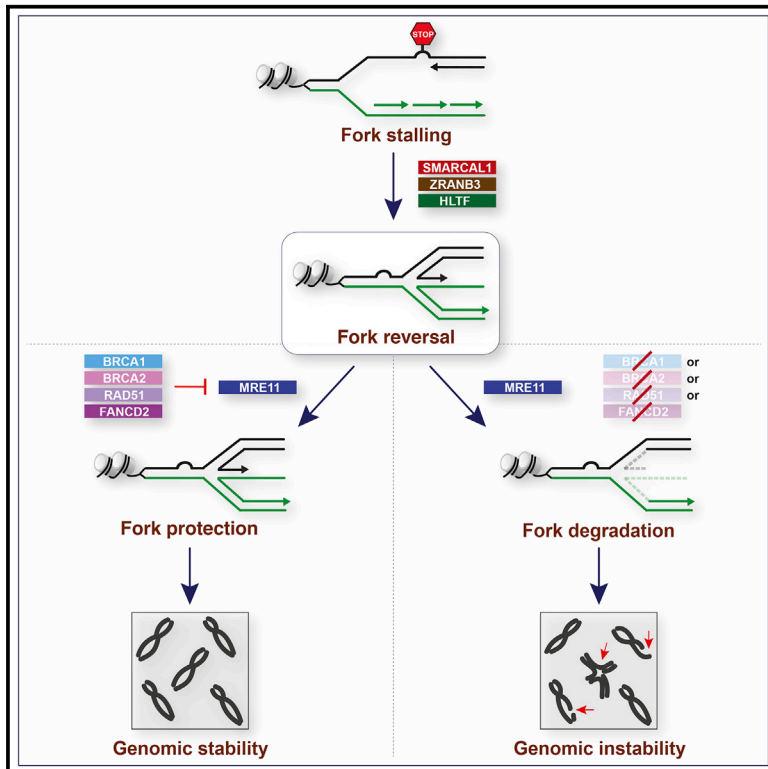 STOP
Fork stalling
SMARCAL1
ZRANB3
HLTF
Fork reversal
BRCA1
BRCA2
RAD51
FANCD2
MRE11
MRE11
BRCA1 or
BRCA2 or
RAD51 or
FANCD2
Fork protection
Fork degradation
Genomic stability
Genomic instability